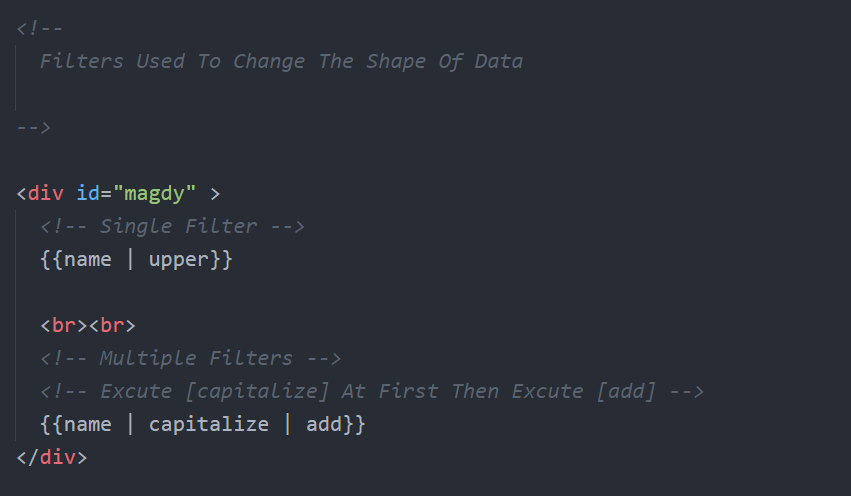 <!--
Filters Used To Change The Shape Of Data
-->
<div id="magdy" >
<!-- Single Filter -->
{{name | upper}}
<br><br>
<!-- Multiple Filters -->
<!-- Excute [capitalize] At First Then Excute [add] -->
{{name | capitalize | add}}
</div>